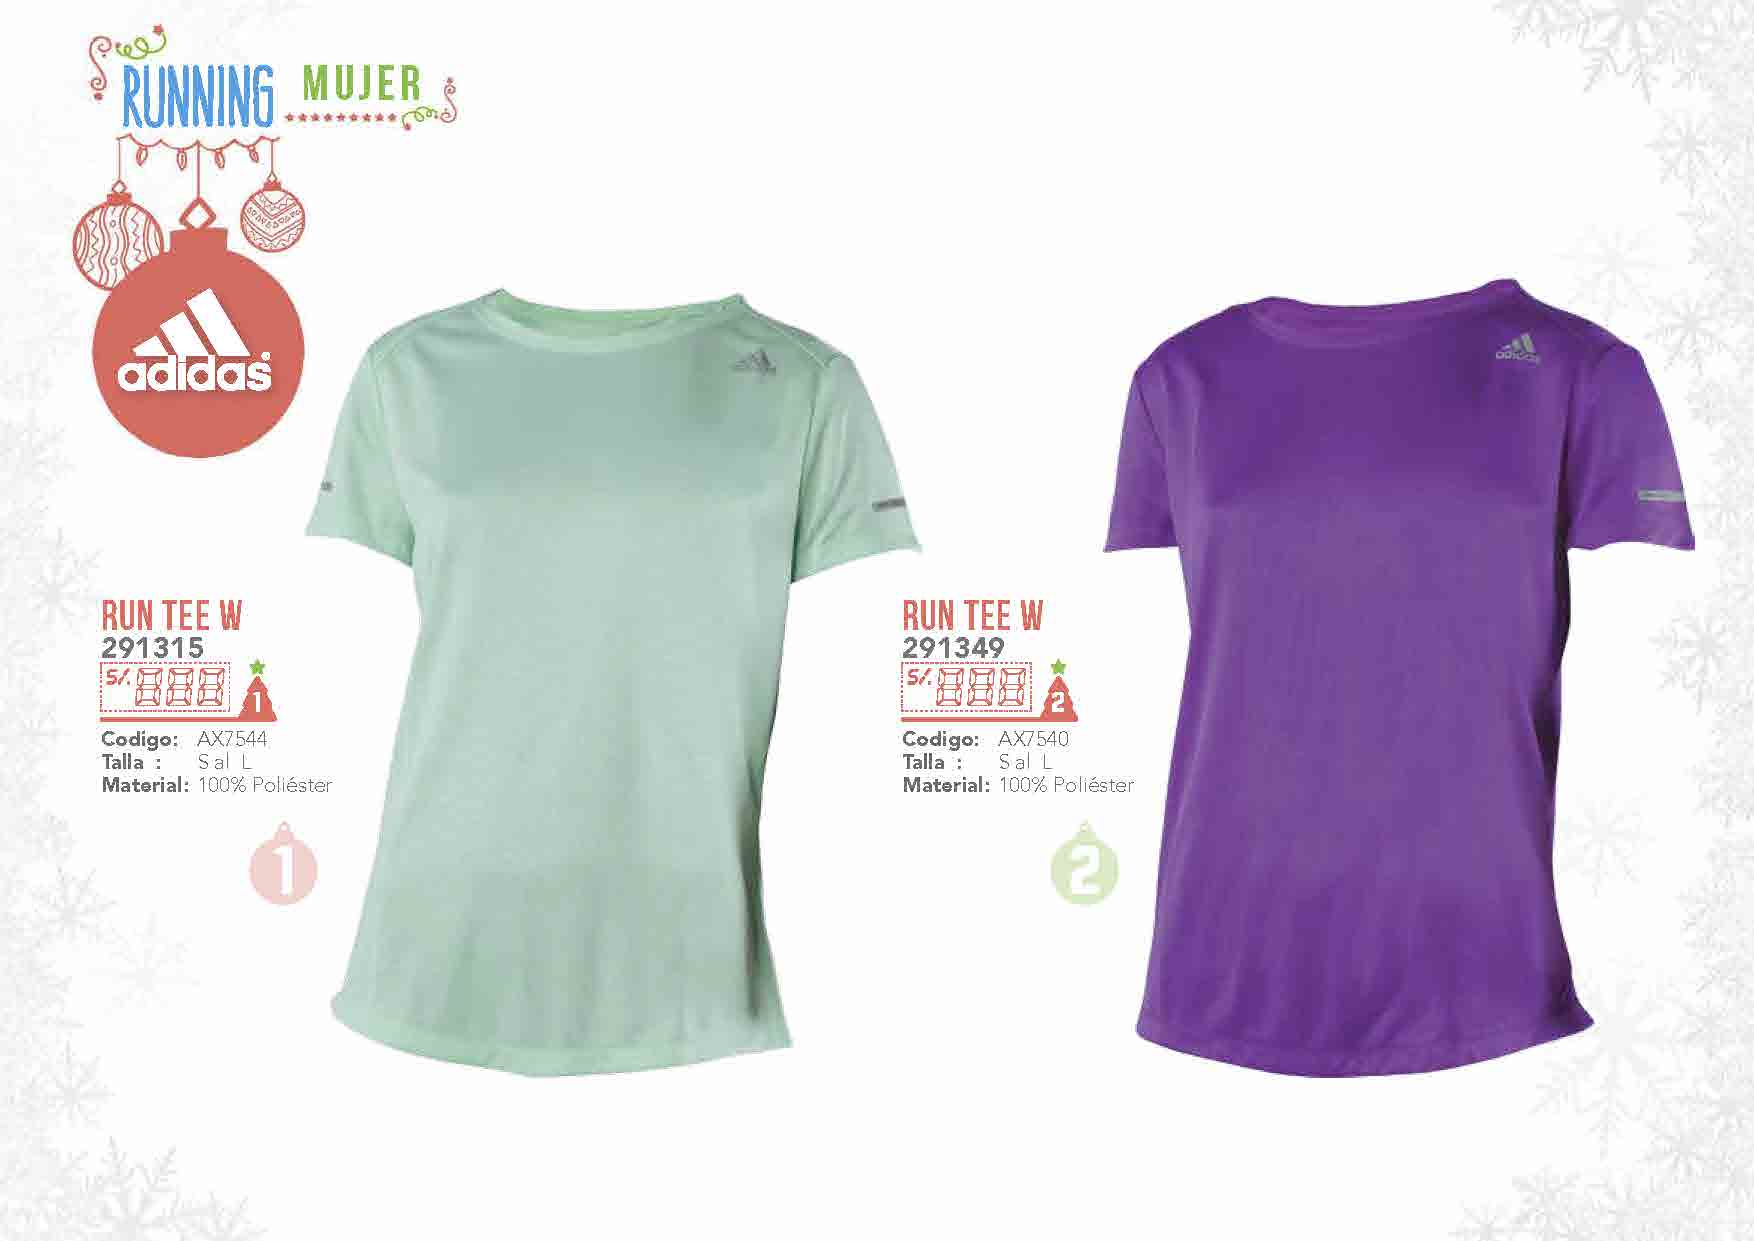 RUNNING MUJER
adidas
adidas
adidas
RUN TEE W
291315
S/. 888
1
Codigo: AX7544
Talla : S al L
Material: 100% Poliéster
1
RUN TEE W
291349
S/. 888
2
Codigo: AX7540
Talla : S al L
Material: 100% Poliéster
2